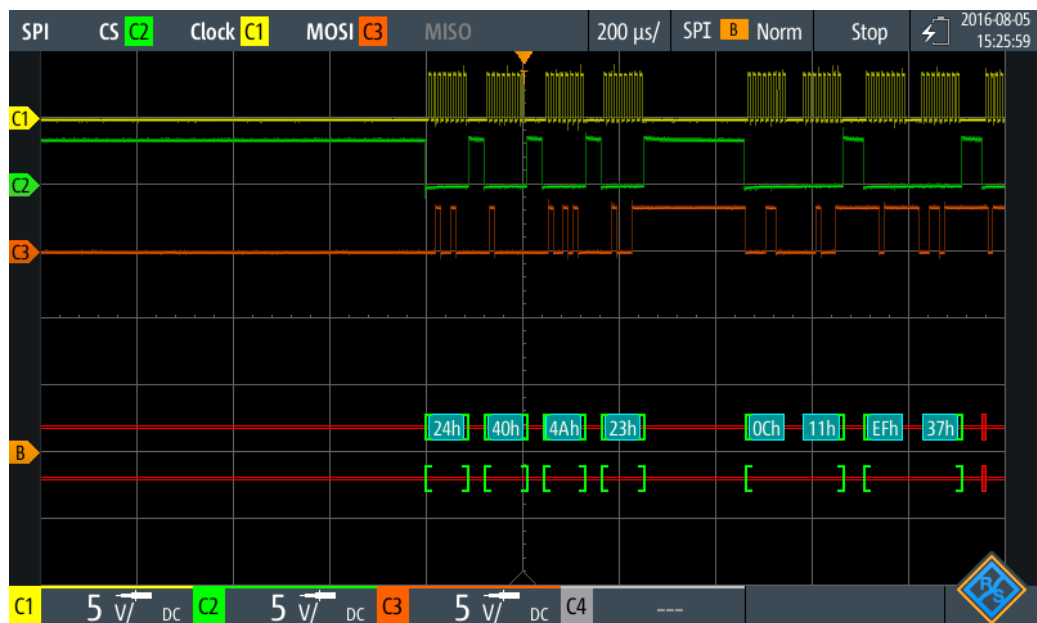 SPI CS C2 Clock C1 MOSI C3 MISO 200 µs/ SPI B Norm Stop 2016-08-05
15:25:59
T
C1
C2
C3
24h 40h 4Ah 23h 0Ch 11h EFh 37h
B
C1 5 V/ DC C2 5 V/ DC C3 5 V/ DC C4 ---
R S